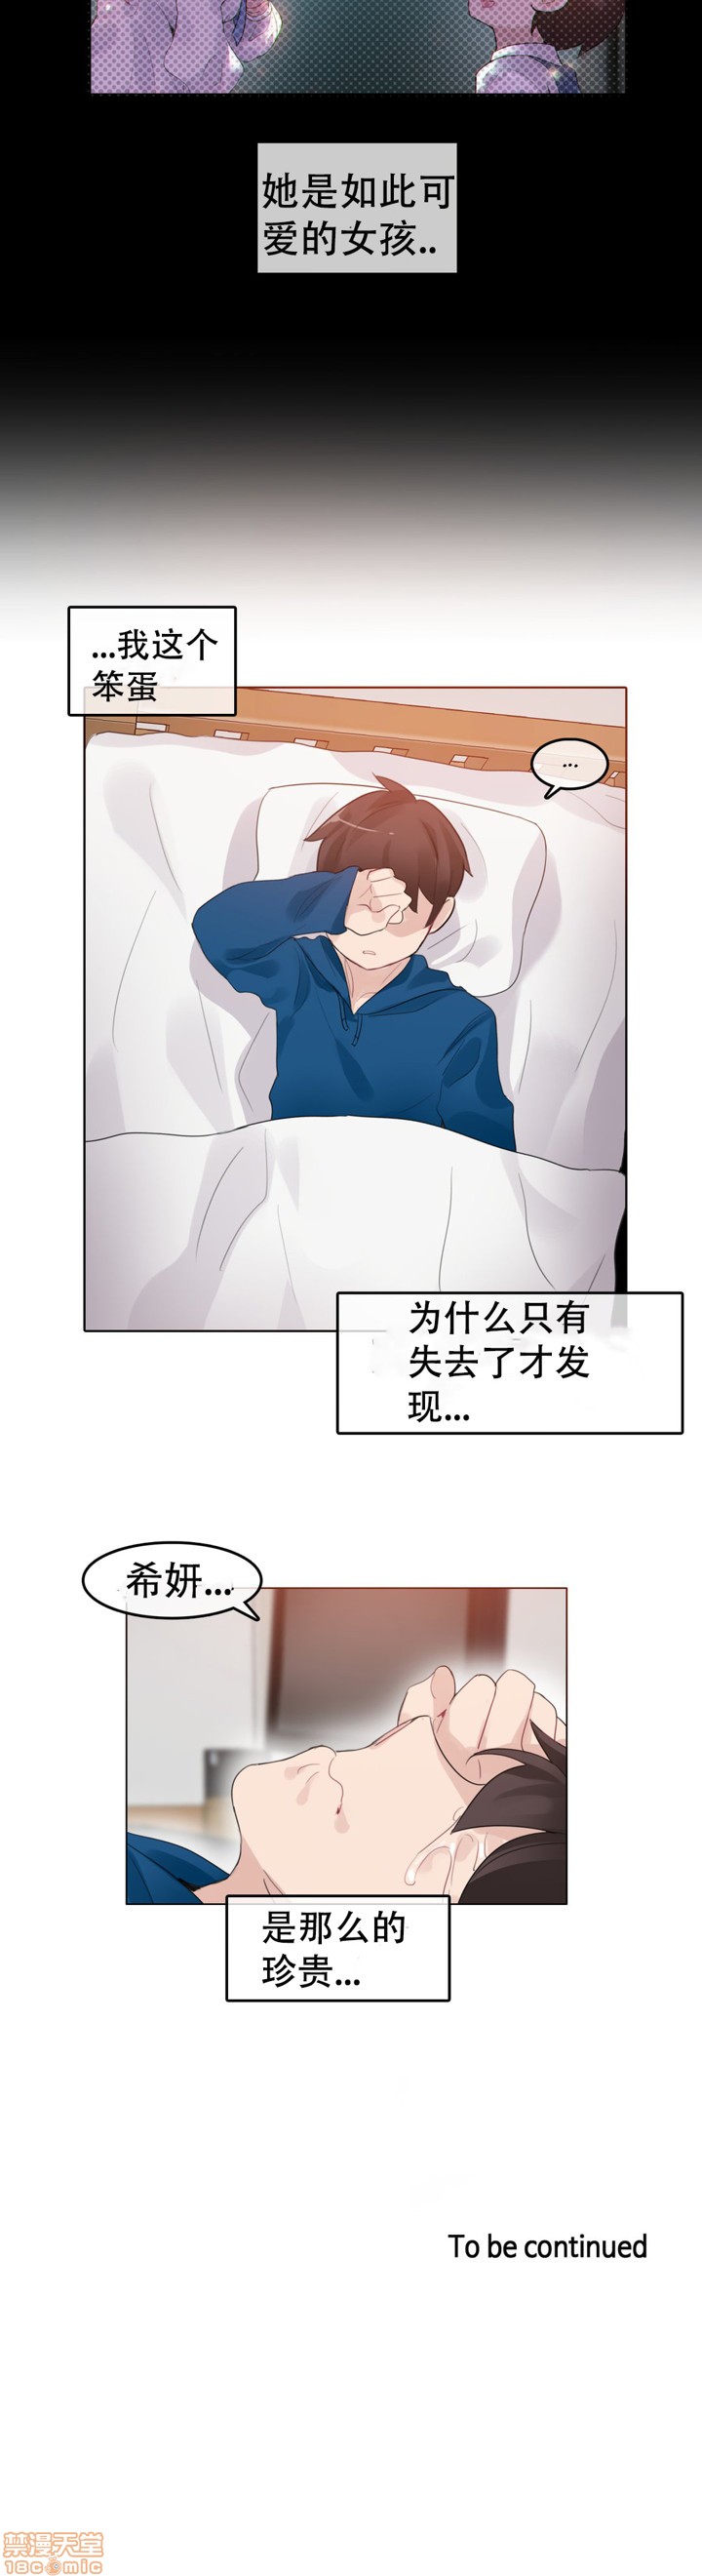 她是如此可
爱的女孩..
...我这个
笨蛋
...
为什么只有
失去了才发
现...
希妍...
是那么的
珍贵...
To be continued
禁漫天堂
18comic